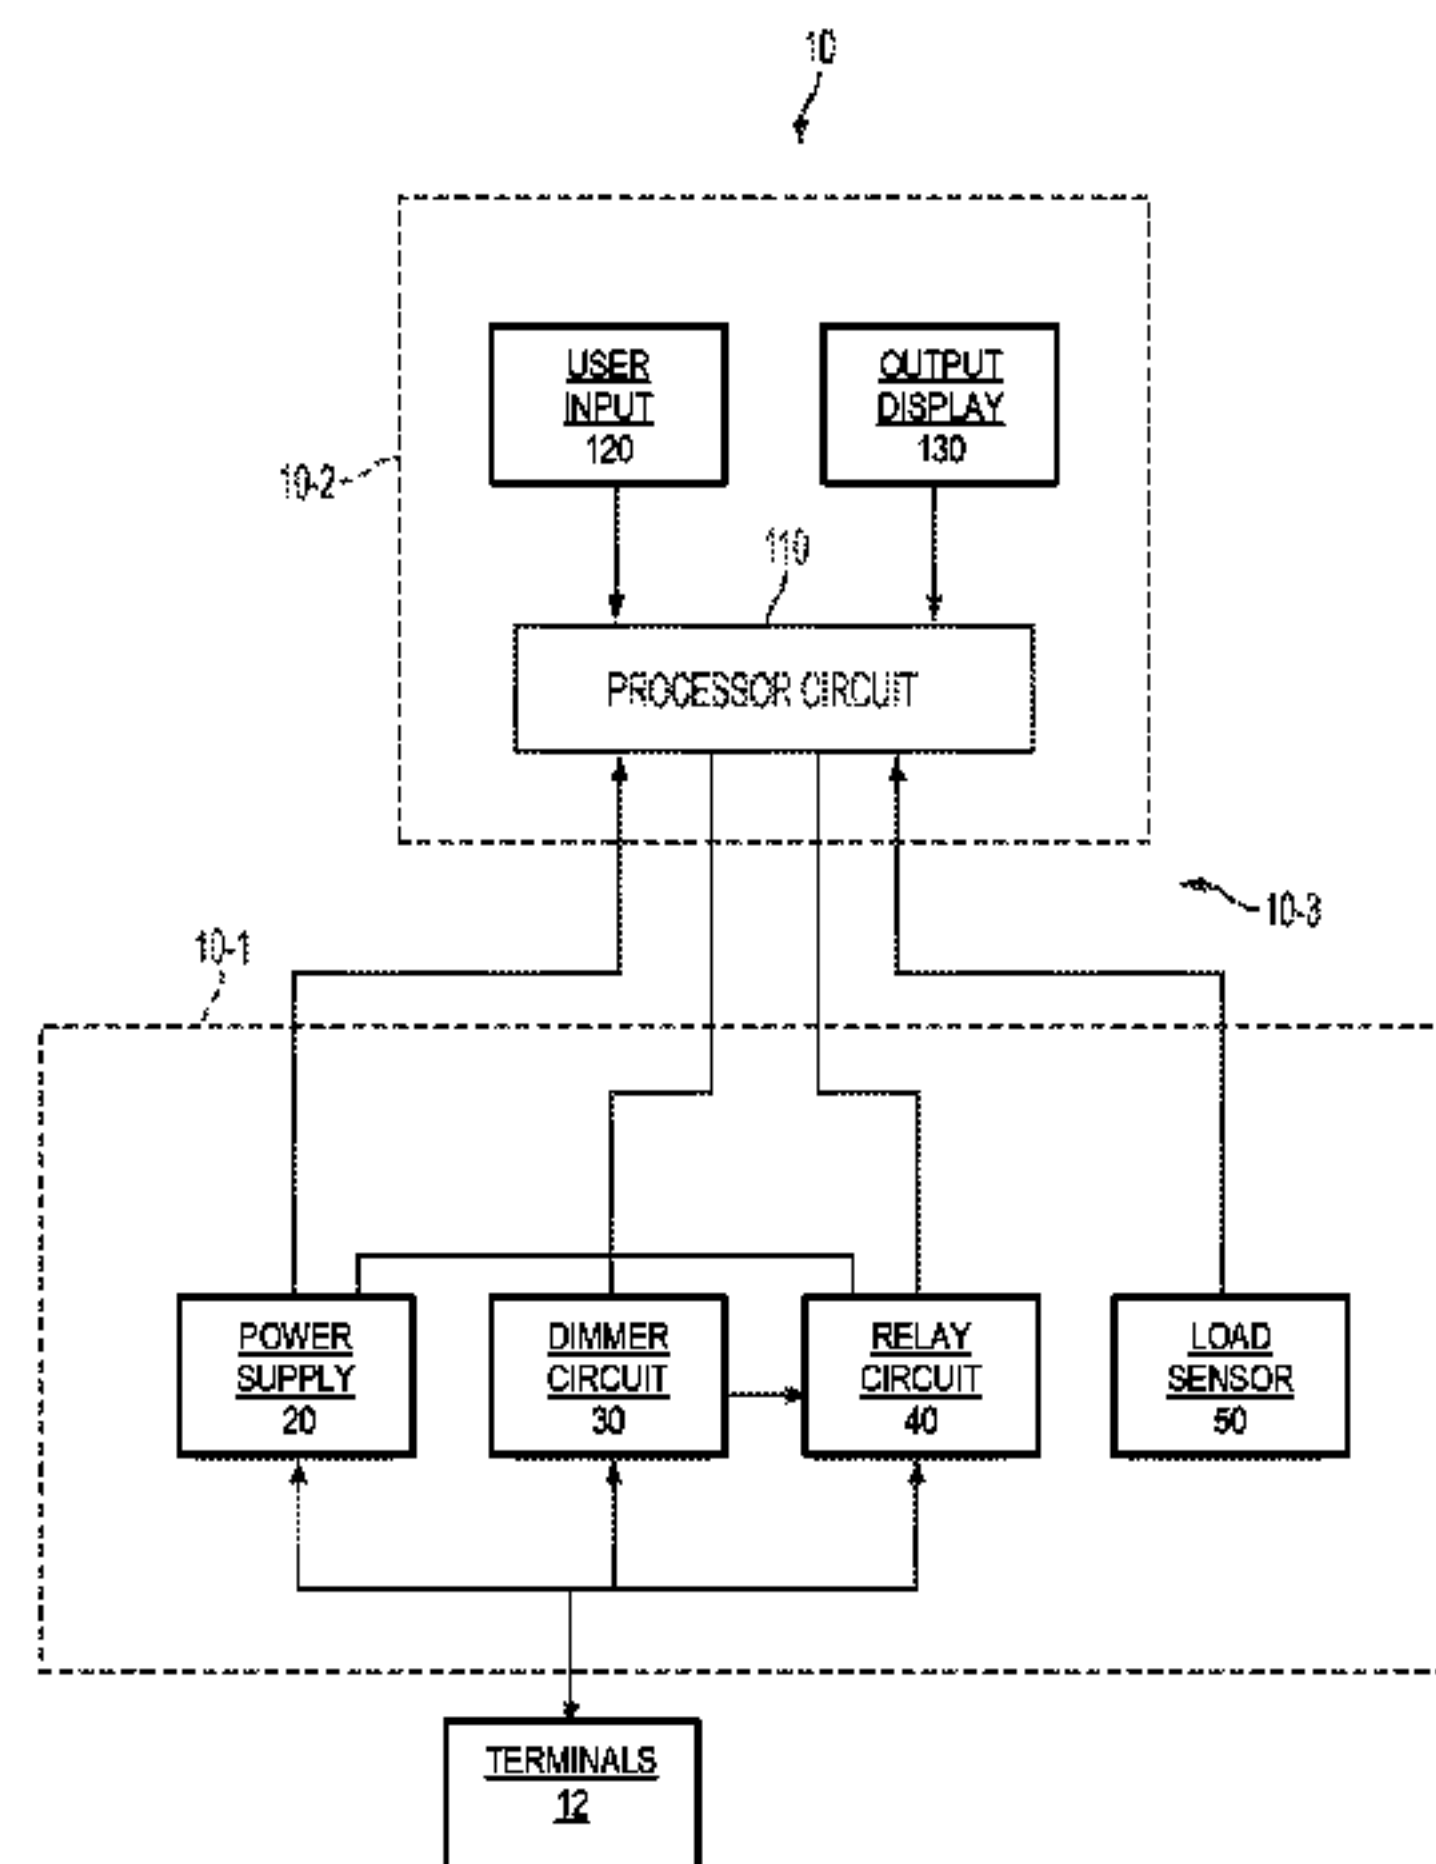 10
USER
INPUT
120
OUTPUT
DISPLAY
130
10-2
110
PROCESSOR CIRCUIT
10-3
10-1
POWER
SUPPLY
20
DIMMER
CIRCUIT
30
RELAY
CIRCUIT
40
LOAD
SENSOR
50
TERMINALS
12